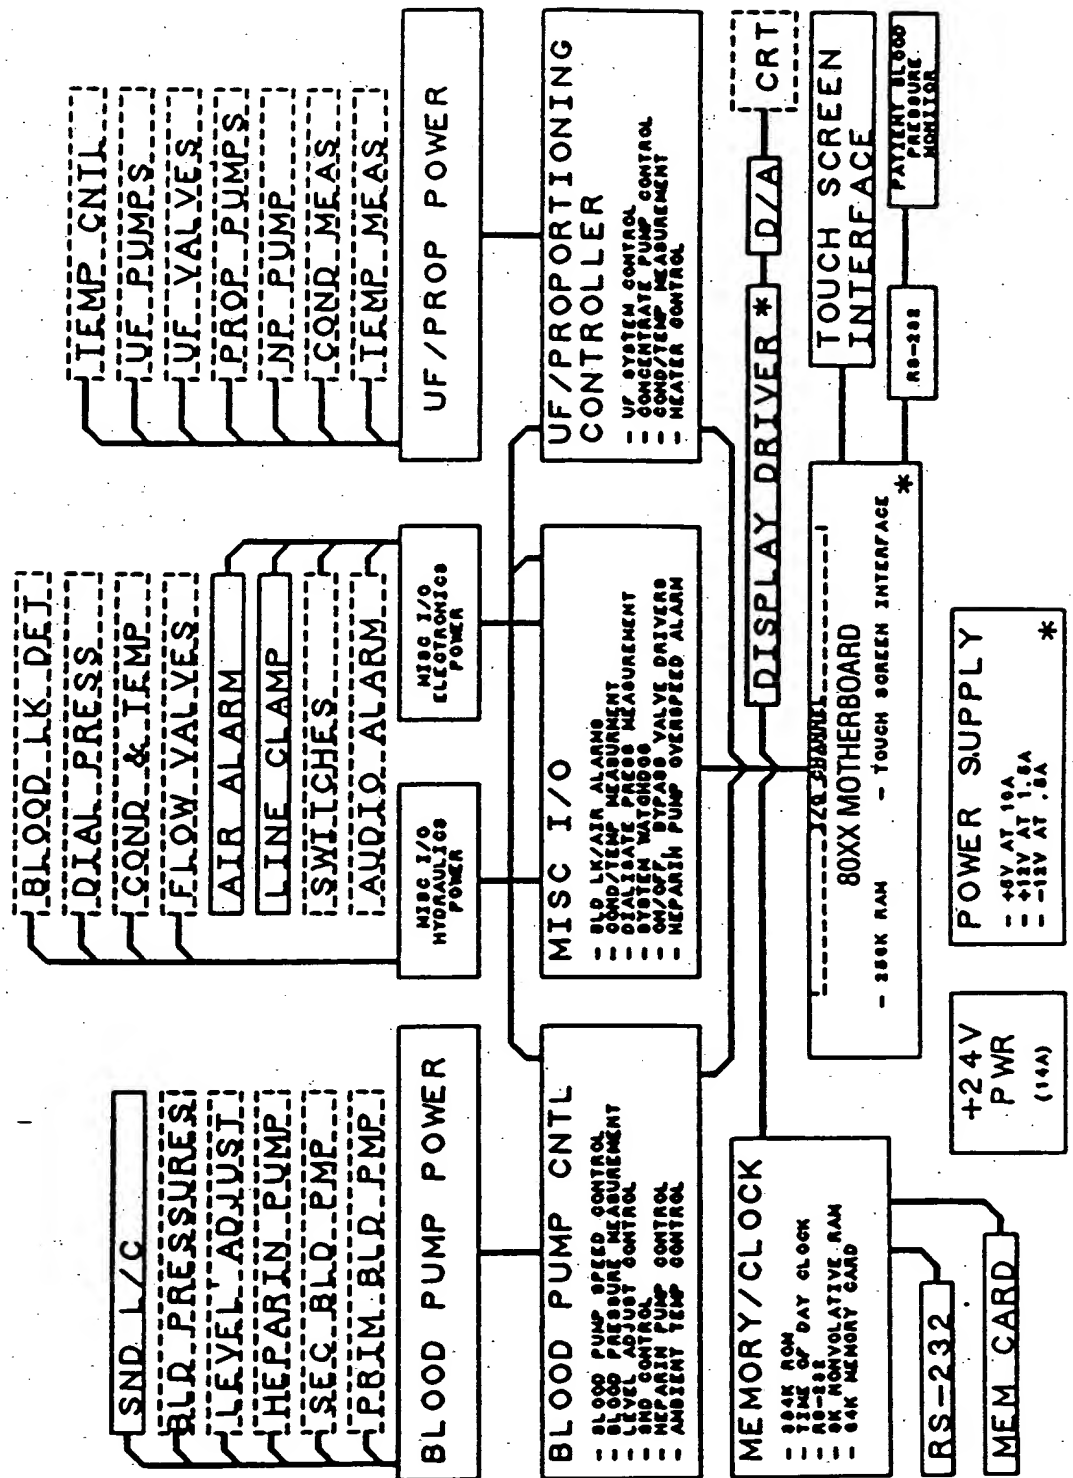 SND L/C
BLD PRESSURES
LEVEL ADJUST
HEPARIN PUMP
SEC BLD PMP
PRIM BLD PMP
BLOOD PUMP POWER
BLOOD PUMP CNTL
- BLOOD PUMP SPEED CONTROL
- BLOOD PRESSURE MEASUREMENT
- LEVEL ADJUST CONTROL
- SND CONTROL
- HEPARIN PUMP CONTROL
- AMBIENT TEMP CONTROL
BLOOD LK DET
DIAL PRESS
COND & TEMP
FLOW VALVES
AIR ALARM
LINE CLAMP
SWITCHES
AUDIO ALARM
MISC I/O
HYDRAULICS
POWER
MISC I/O
ELECTRONICS
POWER
MISC I/O
- BLD LK/AIR ALARMS
- COND/TEMP MEASURMENT
- DIALISATE PRESS MEASUREMENT
- SYSTEM WATCHDOG
- ON/OFF, BYPASS VALVE DRIVERS
- HEPARIN PUMP OVERSPEED ALARM
TEMP CNTL
UF PUMPS
UF VALVES
PROP PUMPS
NP PUMP
COND MEAS
TEMP MEAS
UF/PROP POWER
UF/PROPORTIONING
CONTROLLER
- UF SYSTEM CONTROL
- CONCENTRATE PUMP CONTROL
- COND/TEMP MEASUREMENT
- HEATER CONTROL
MEMORY/CLOCK
- 384K ROM
- TIME OF DAY CLOCK
- RS-232
- 8K NONVOLATIVE RAM
- 64K MEMORY CARD
RS-232
MEM CARD
DISPLAY DRIVER *
D/A
CRT
I/O CHANNEL
80XX MOTHERBOARD
- 256K RAM - TOUCH SCREEN INTERFACE
*
TOUCH SCREEN
INTERFACE
RS-232
PATIENT BLOOD
PRESSURE
MONITOR
+24V
PWR
(14A)
POWER SUPPLY
- +5V AT 10A
- +12V AT 1.5A
- -12V AT .5A
*